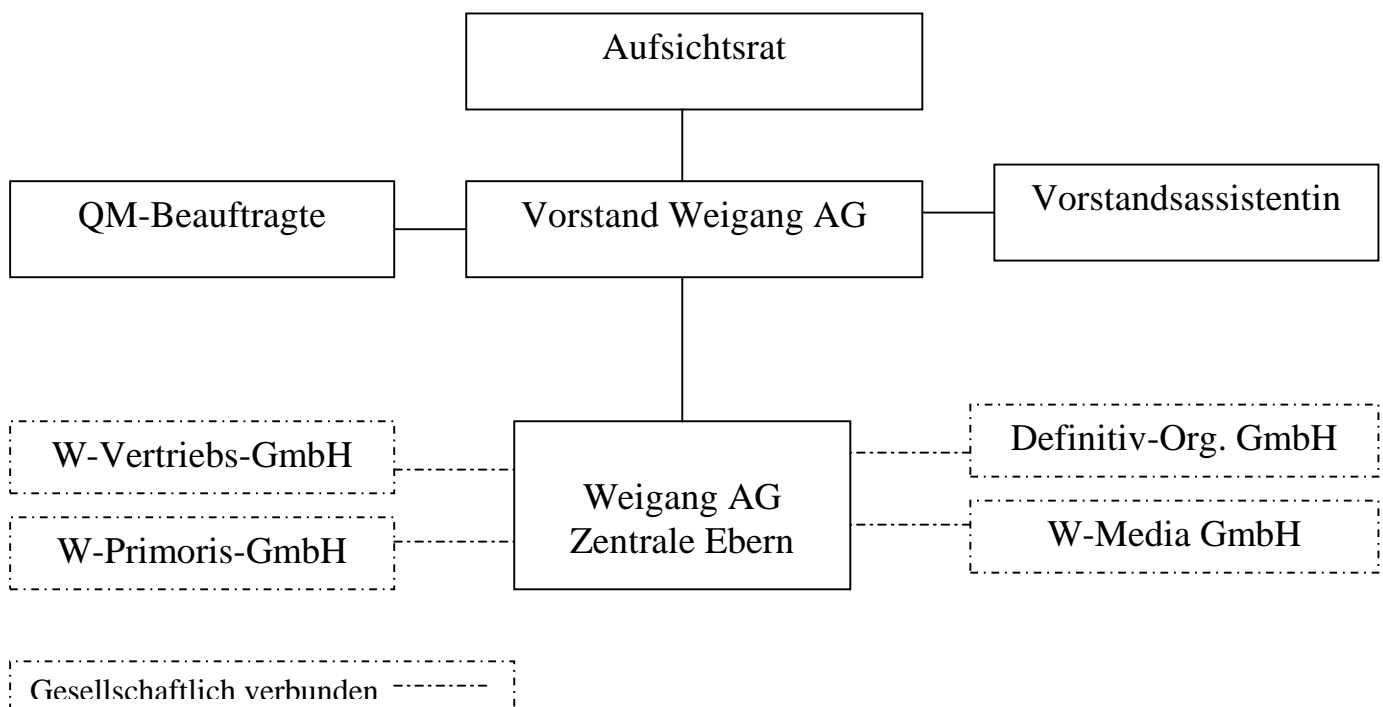 Aufsichtsrat
QM-Beauftragte
Vorstand Weigang AG
Vorstandsassistentin
W-Vertriebs-GmbH
W-Primoris-GmbH
Weigang AG
Zentrale Ebern
Definitiv-Org. GmbH
W-Media GmbH
Gesellschaftlich verbunden